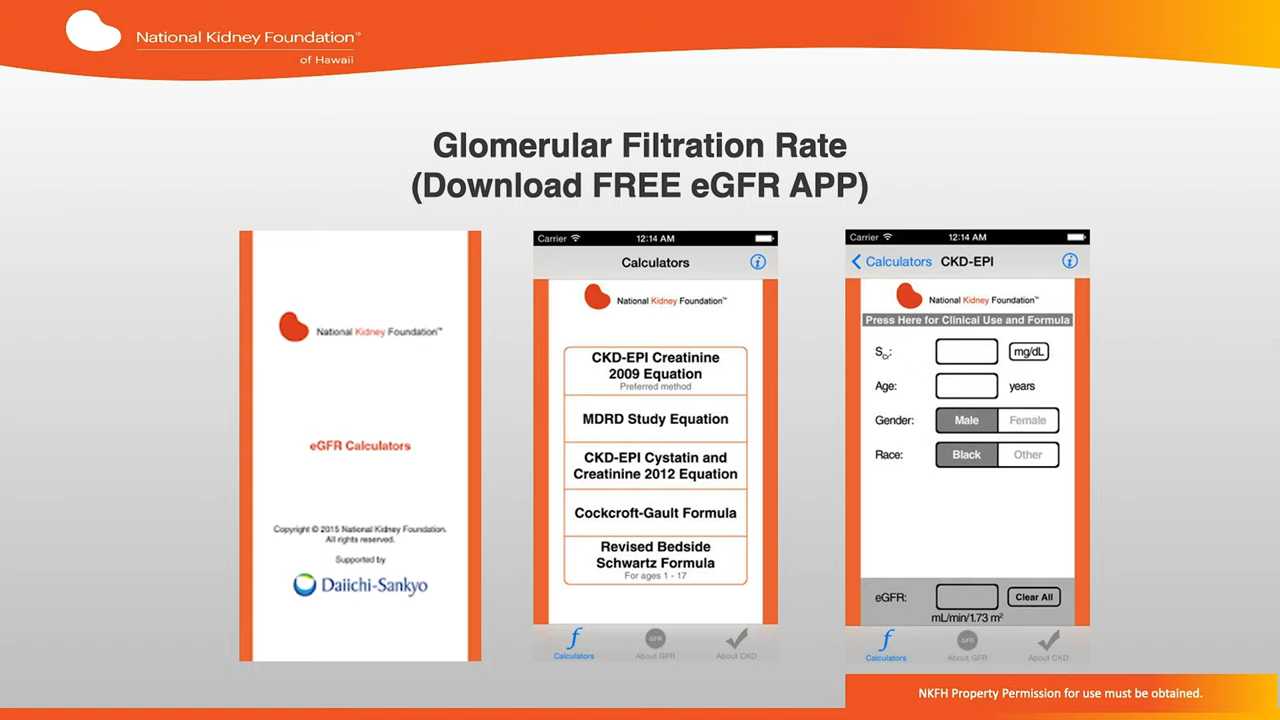 National Kidney Foundation®
of Hawaii
Glomerular Filtration Rate
(Download FREE eGFR APP)
National Kidney Foundation™
eGFR Calculators
Copyright © 2015 National Kidney Foundation.
All rights reserved.
Supported by
Daiichi-Sankyo
Carrier 12:14 AM
Calculators
National Kidney Foundation™
CKD-EPI Creatinine
2009 Equation
Preferred method
MDRD Study Equation
CKD-EPI Cystatin and
Creatinine 2012 Equation
Cockcroft-Gault Formula
Revised Bedside
Schwartz Formula
For ages 1 - 17
f GFR
Calculators About GFR About CKD
Carrier 12:14 AM
Calculators CKD-EPI
National Kidney Foundation™
Press Here for Clinical Use and Formula
SCr: mg/dL
Age: years
Gender: Male Female
Race: Black Other
eGFR: Clear All
mL/min/1.73 m²
f GFR
Calculators About GFR About CKD
NKFH Property Permission for use must be obtained.